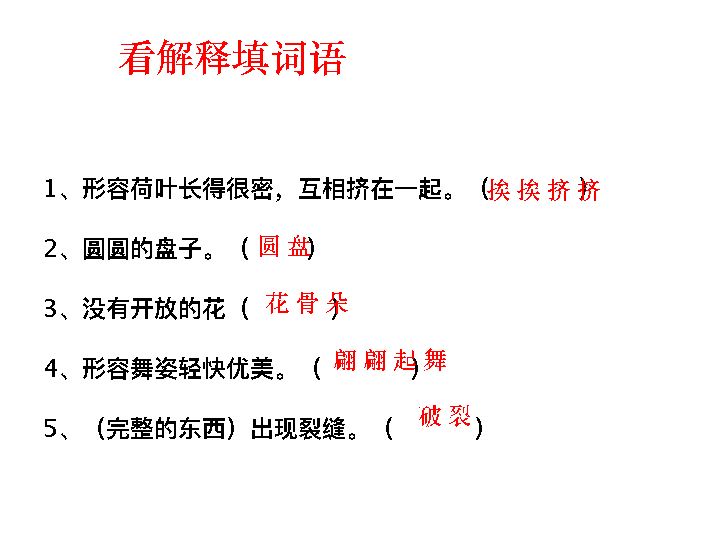 看解释填词语
1、形容荷叶长得很密，互相挤在一起。（挨挨挤挤）
2、圆圆的盘子。（圆盘）
3、没有开放的花（花骨朵）
4、形容舞姿轻快优美。（翩翩起舞）
5、（完整的东西）出现裂缝。（破裂）